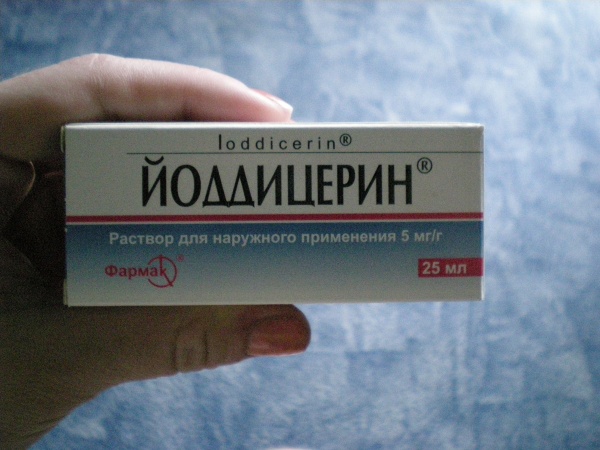 Ioddicerin®
ЙОДДИЦЕРИН®
Раствор для наружного применения 5 мг/г
Фармак®
25 мл